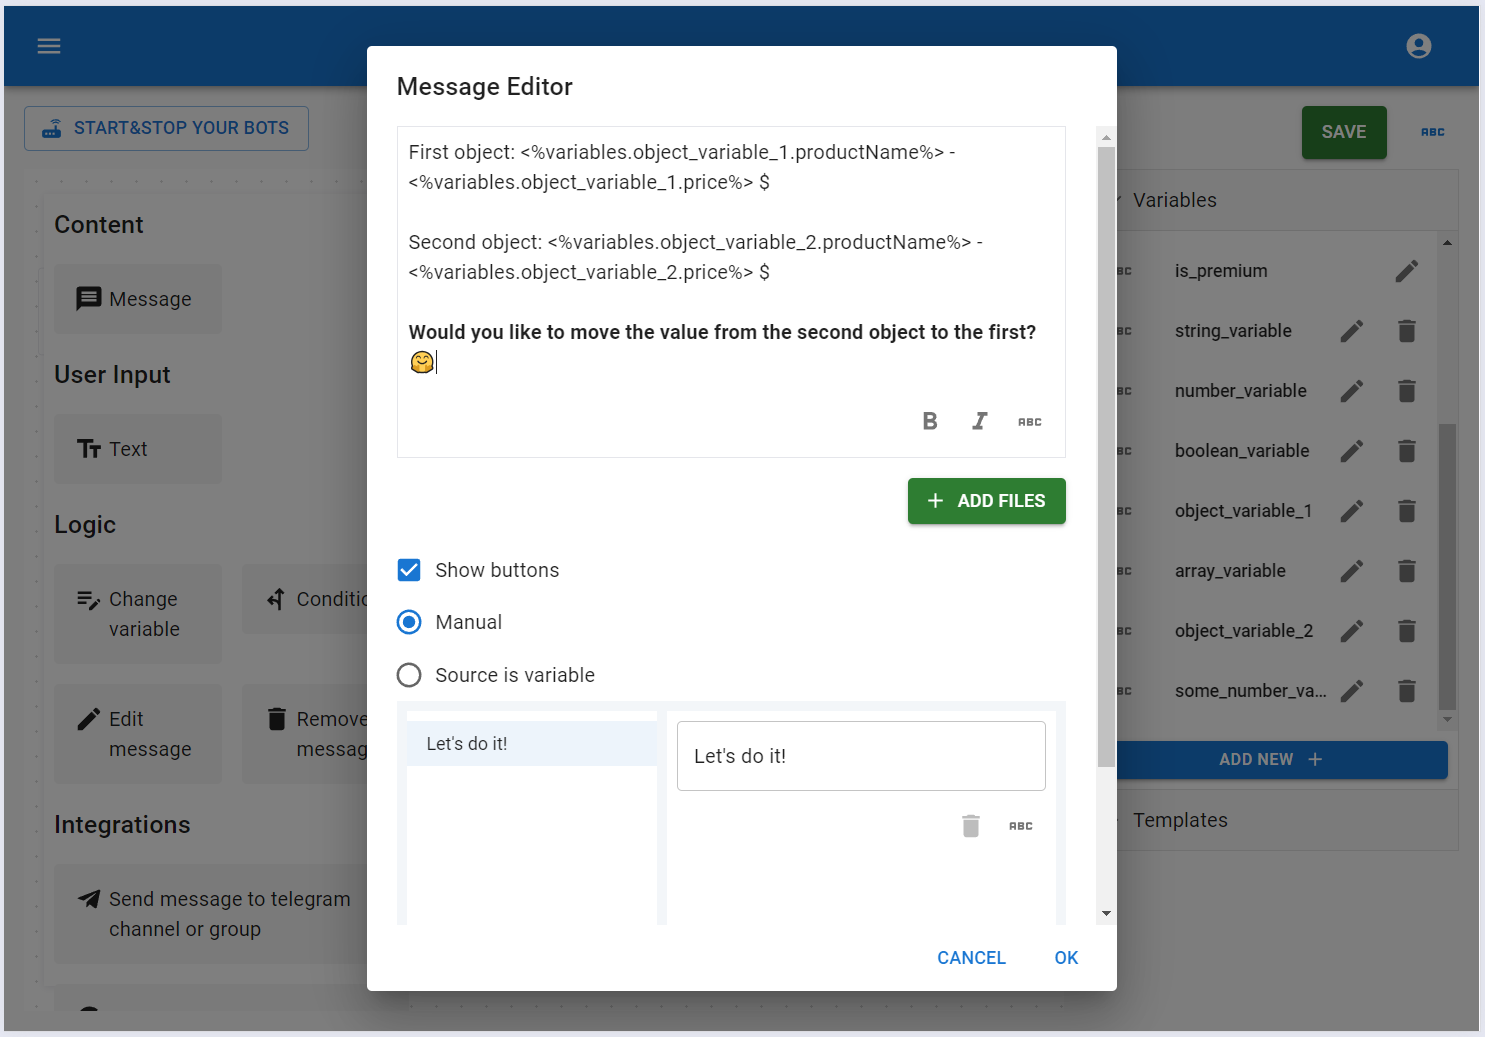 START&STOP YOUR BOTS
SAVE
ABC
Content
Message
User Input
Text
Logic
Change
variable
Edit
message
Remove
Integrations
Send message to telegram
channel or group
Message Editor
First object: <%variables.object_variable_1.productName%> -
<%variables.object_variable_1.price%> $
Second object: <%variables.object_variable_2.productName%> -
<%variables.object_variable_2.price%> $
Would you like to move the value from the second object to the first?
🤗
B I ABC
+ ADD FILES
Show buttons
Manual
Source is variable
Let's do it!
Let's do it!
ABC
CANCEL OK
Variables
is_premium
string_variable
number_variable
boolean_variable
object_variable_1
array_variable
object_variable_2
some_number_va...
ADD NEW +
Templates